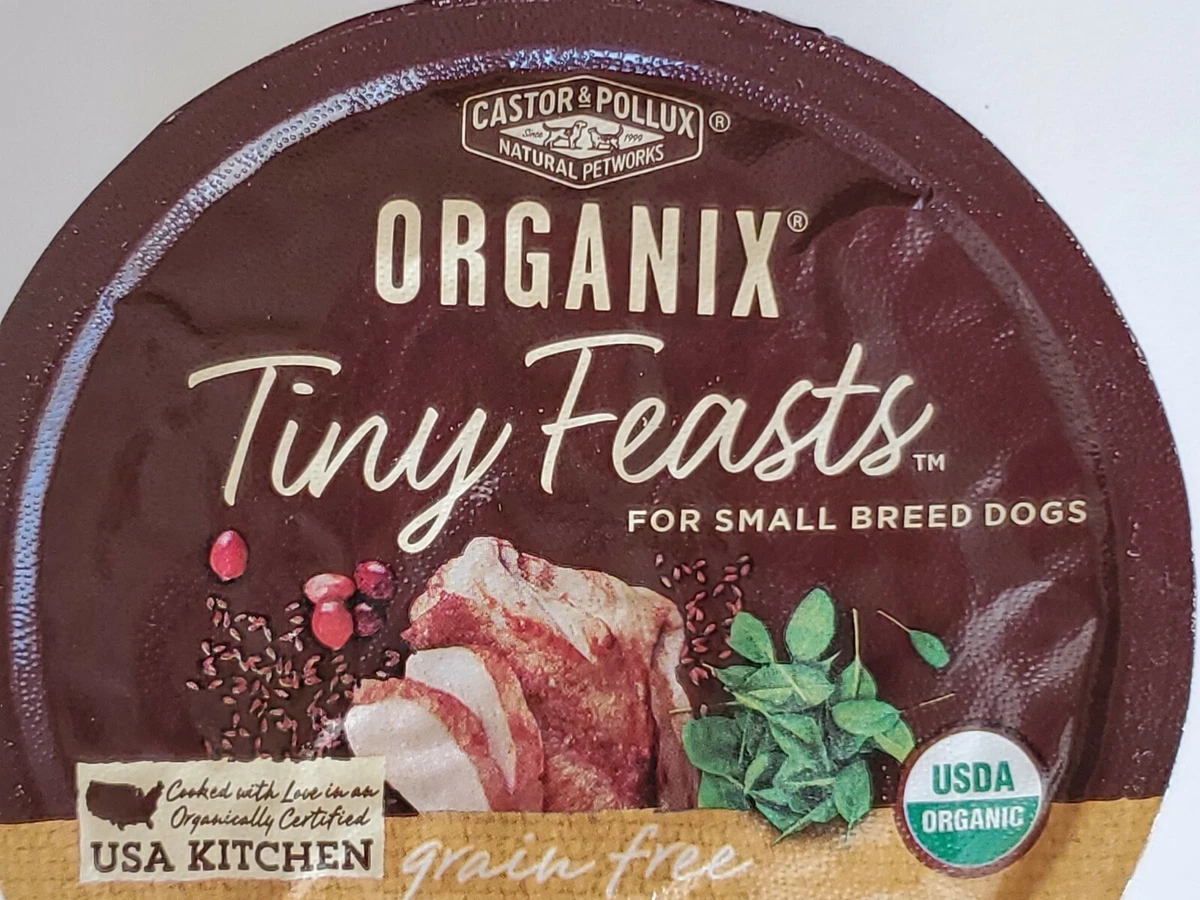 CASTOR & POLLUX ®
Since 1999
NATURAL PETWORKS
ORGANIX®
Tiny Feasts™
FOR SMALL BREED DOGS
Cooked with Love in an
Organically Certified
USA KITCHEN
USDA
ORGANIC
grain free